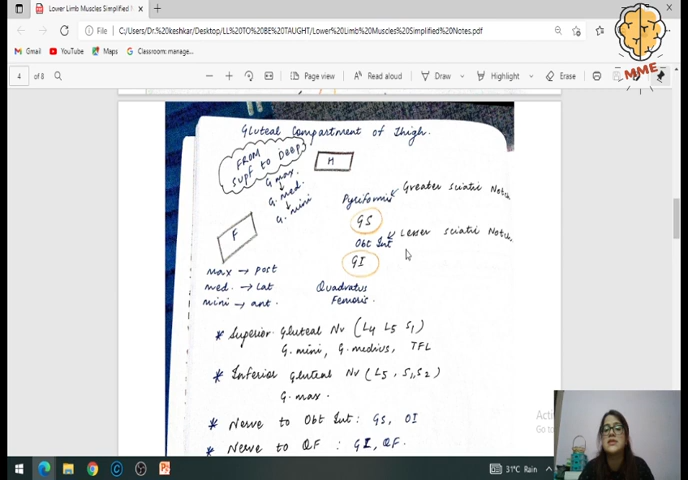 Lower Limb Muscles Simplified
File
C:/Users/Dr.%20keshkar/Desktop/LL%20TO%20BE%20TAUGHT/Lower%20Limb%20Muscles%20Simplified%20Notes.pdf
Gmail
YouTube
Maps
Classroom: manage...
4 of 8
Page view
Read aloud
Draw
Highlight
Erase
MME
Gluteal Compartment of Thigh.
FROM
Supf to Deep
H
G max.
G. med.
G. mini
Pyriformis
Greater sciatic Notch
GS
F
Obt Int
Lesser sciatic Notch
GI
max → post
med. → Lat
mini → ant.
Quadratus
Femoris.
* Superior Gluteal Nv (L4 L5 S1)
G. mini, G. medius, TFL
* Inferior Gluteal Nv (L5, S1, S2)
G. max.
* Nerve to Obt Int: GS, OI
* Nerve to QF : GI, QF.
Acti
Go to
31°C Rain